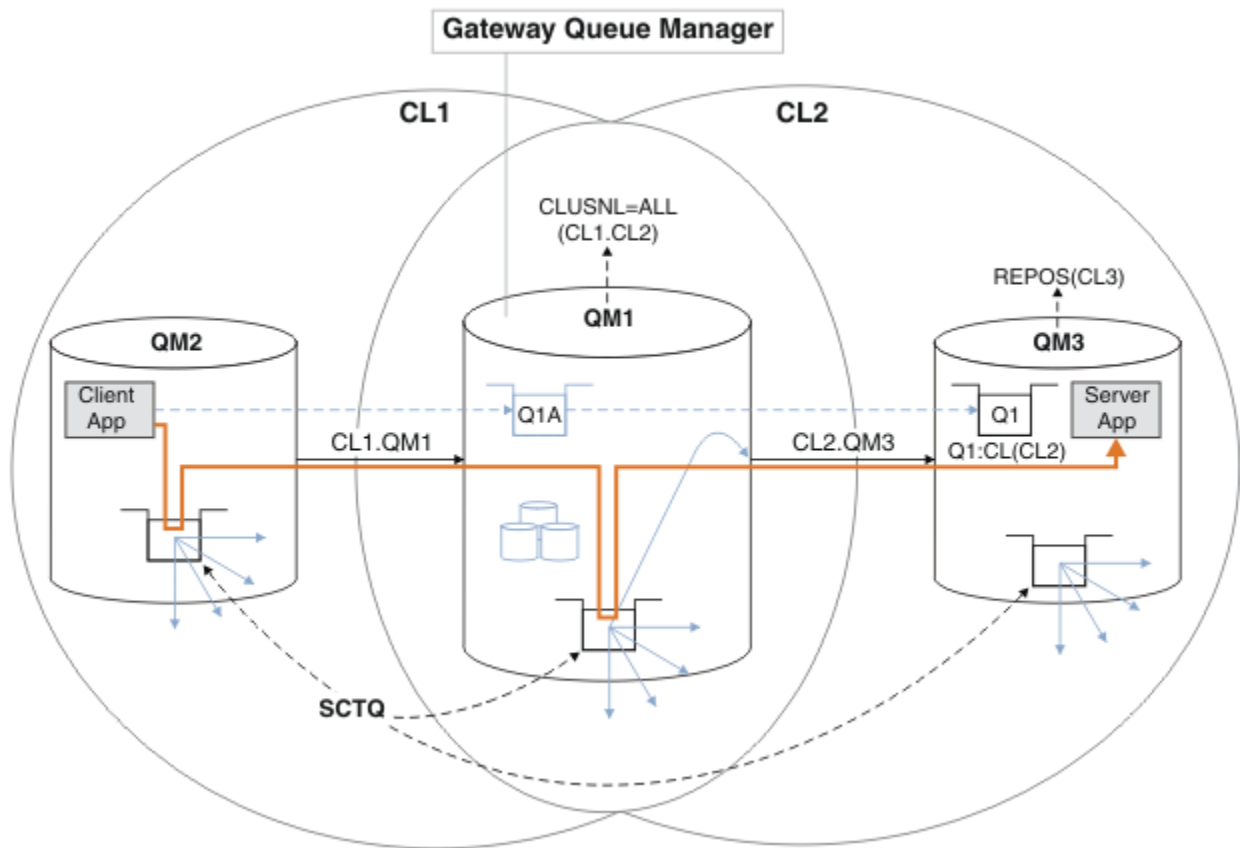 Gateway Queue Manager
CL1
CL2
CLUSNL=ALL
(CL1.CL2)
REPOS(CL3)
QM2
QM1
QM3
Client
App
Q1A
Q1
Server
App
CL1.QM1
CL2.QM3
Q1:CL(CL2)
SCTQ